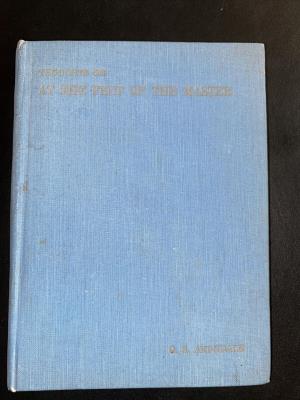 THOUGHTS ON
AT THE FEET OF THE MASTER
G. S. ARUNDALE